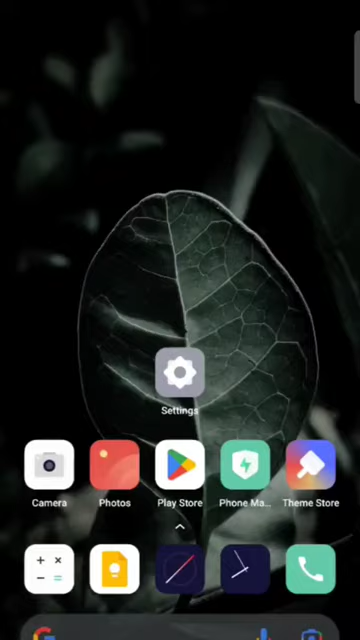 Settings
Camera
Photos
Play Store
Phone Ma...
Theme Store